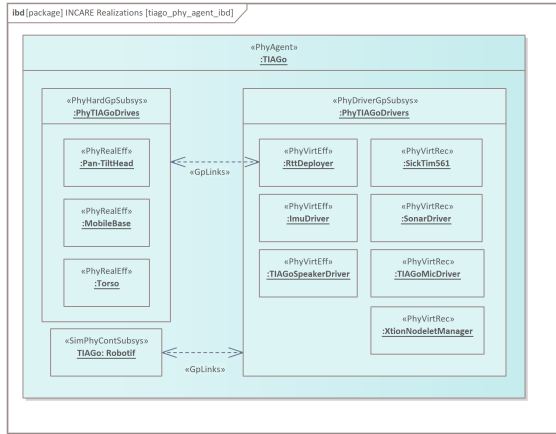 ibd [package] INCARE Realizations [tiago_phy_agent_ibd]
«PhyAgent»
:TIAGo
«PhyHardGpSubsys»
:PhyTIAGoDrives
«PhyRealEff»
:Pan-TiltHead
«PhyRealEff»
:MobileBase
«PhyRealEff»
:Torso
«SimPhyContSubsys»
TIAGo: Robotif
«GpLinks»
«GpLinks»
«PhyDriverGpSubsys»
:PhyTIAGoDrivers
«PhyVirtEff»
:RttDeployer
«PhyVirtRec»
:SickTim561
«PhyVirtEff»
:ImuDriver
«PhyVirtRec»
:SonarDriver
«PhyVirtEff»
:TIAGoSpeakerDriver
«PhyVirtRec»
:TIAGoMicDriver
«PhyVirtRec»
:XtionNodeletManager